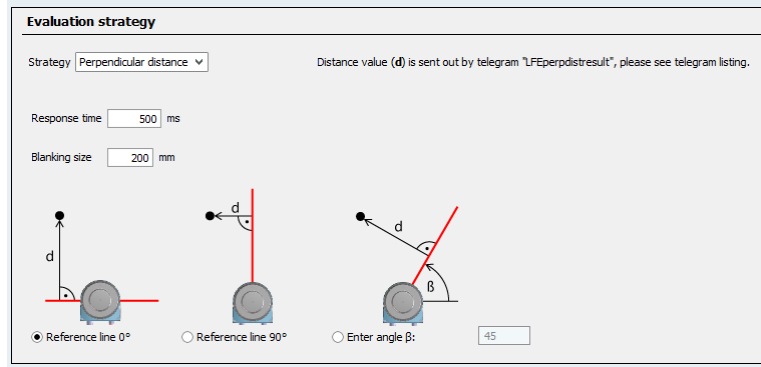 Evaluation strategy
Strategy Perpendicular distance Distance value (d) is sent out by telegram "LFEperpdistresult", please see telegram listing.
Response time 500 ms
Blanking size 200 mm
d
d
d
β
Reference line 0° Reference line 90° Enter angle β: 45